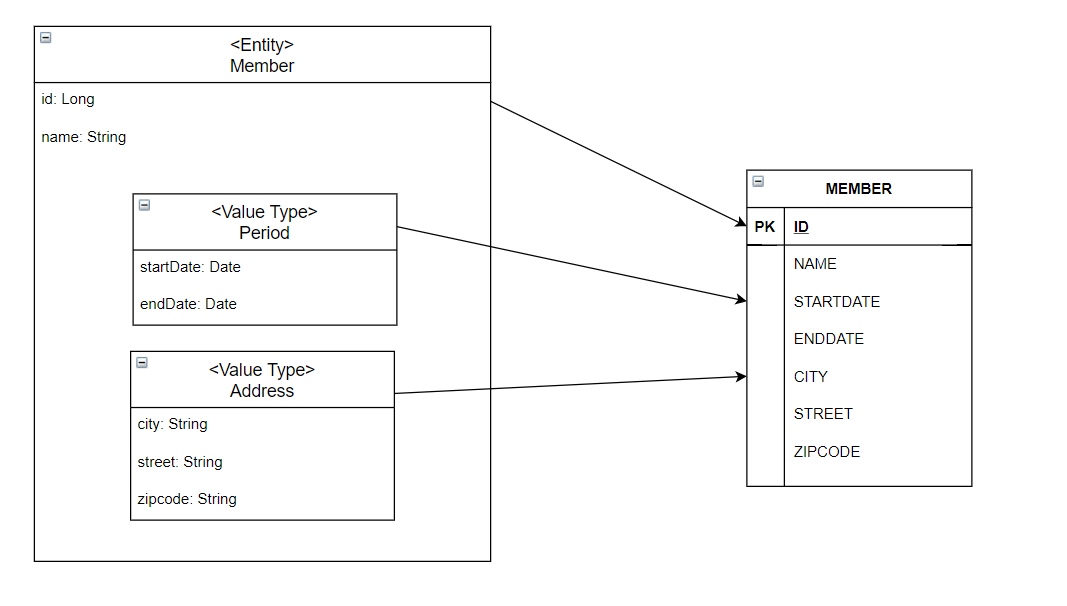 <Entity>
Member
id: Long
name: String
<Value Type>
Period
startDate: Date
endDate: Date
<Value Type>
Address
city: String
street: String
zipcode: String
MEMBER
PK ID
NAME
STARTDATE
ENDDATE
CITY
STREET
ZIPCODE